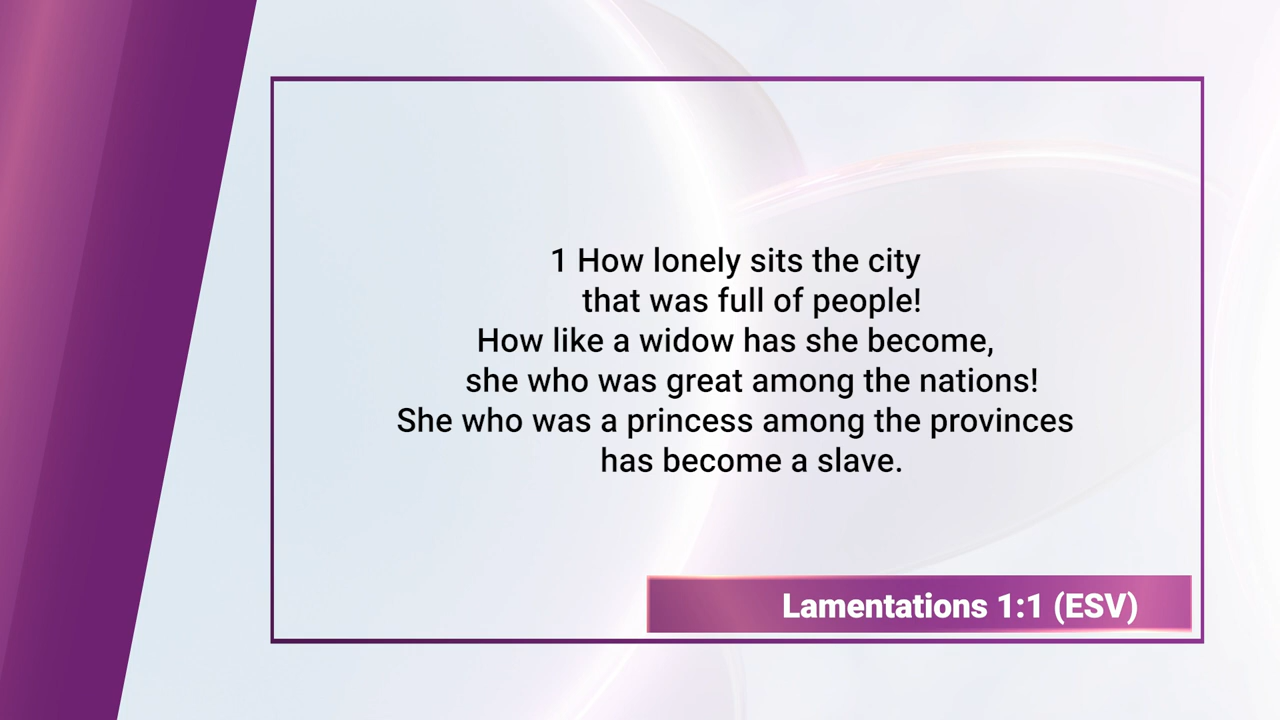 1 How lonely sits the city
that was full of people!
How like a widow has she become,
she who was great among the nations!
She who was a princess among the provinces
has become a slave.
Lamentations 1:1 (ESV)